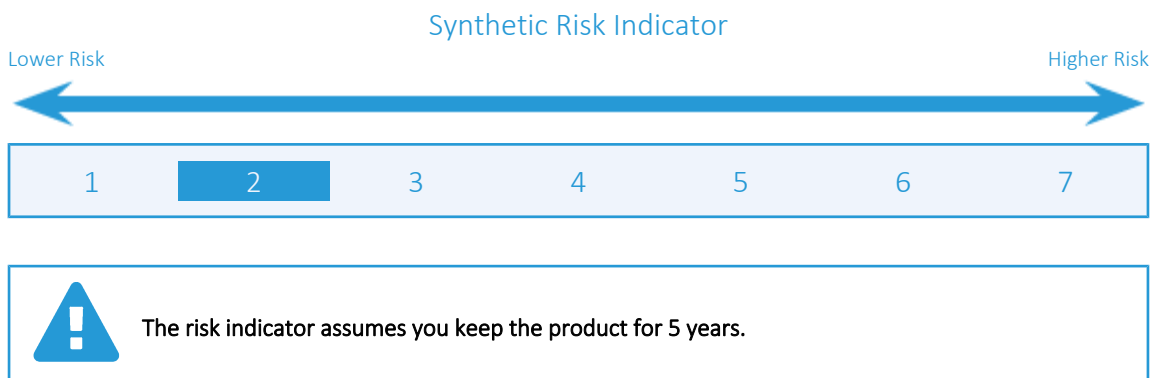 Synthetic Risk Indicator
Lower Risk Higher Risk
1 2 3 4 5 6 7
The risk indicator assumes you keep the product for 5 years.